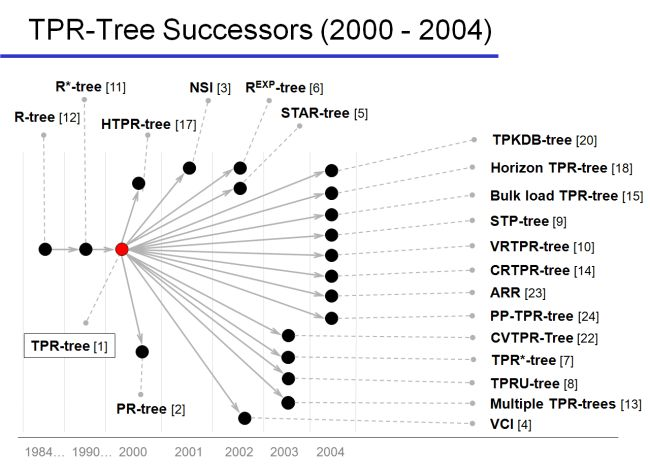 TPR-Tree Successors (2000 - 2004)
R*-tree [11]
NSI [3]
R^EXP-tree [6]
R-tree [12]
HTPR-tree [17]
STAR-tree [5]
TPKDB-tree [20]
Horizon TPR-tree [18]
Bulk load TPR-tree [15]
STP-tree [9]
VRTPR-tree [10]
CRTPR-tree [14]
ARR [23]
PP-TPR-tree [24]
CVTPR-Tree [22]
TPR*-tree [7]
TPRU-tree [8]
Multiple TPR-trees [13]
VCI [4]
TPR-tree [1]
PR-tree [2]
1984... 1990... 2000 2001 2002 2003 2004